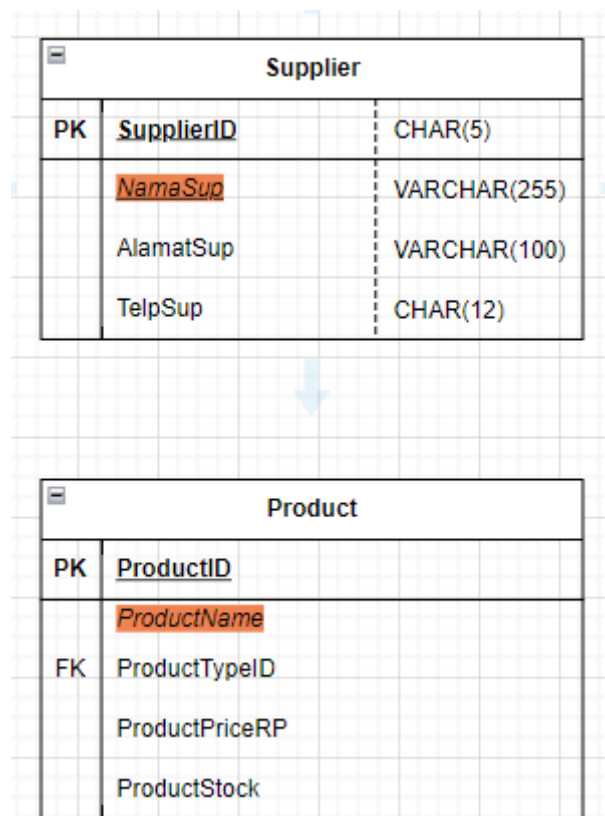 Supplier
PK SupplierID CHAR(5)
NamaSup VARCHAR(255)
AlamatSup VARCHAR(100)
TelpSup CHAR(12)
Product
PK ProductID
ProductName
FK ProductTypeID
ProductPriceRP
ProductStock